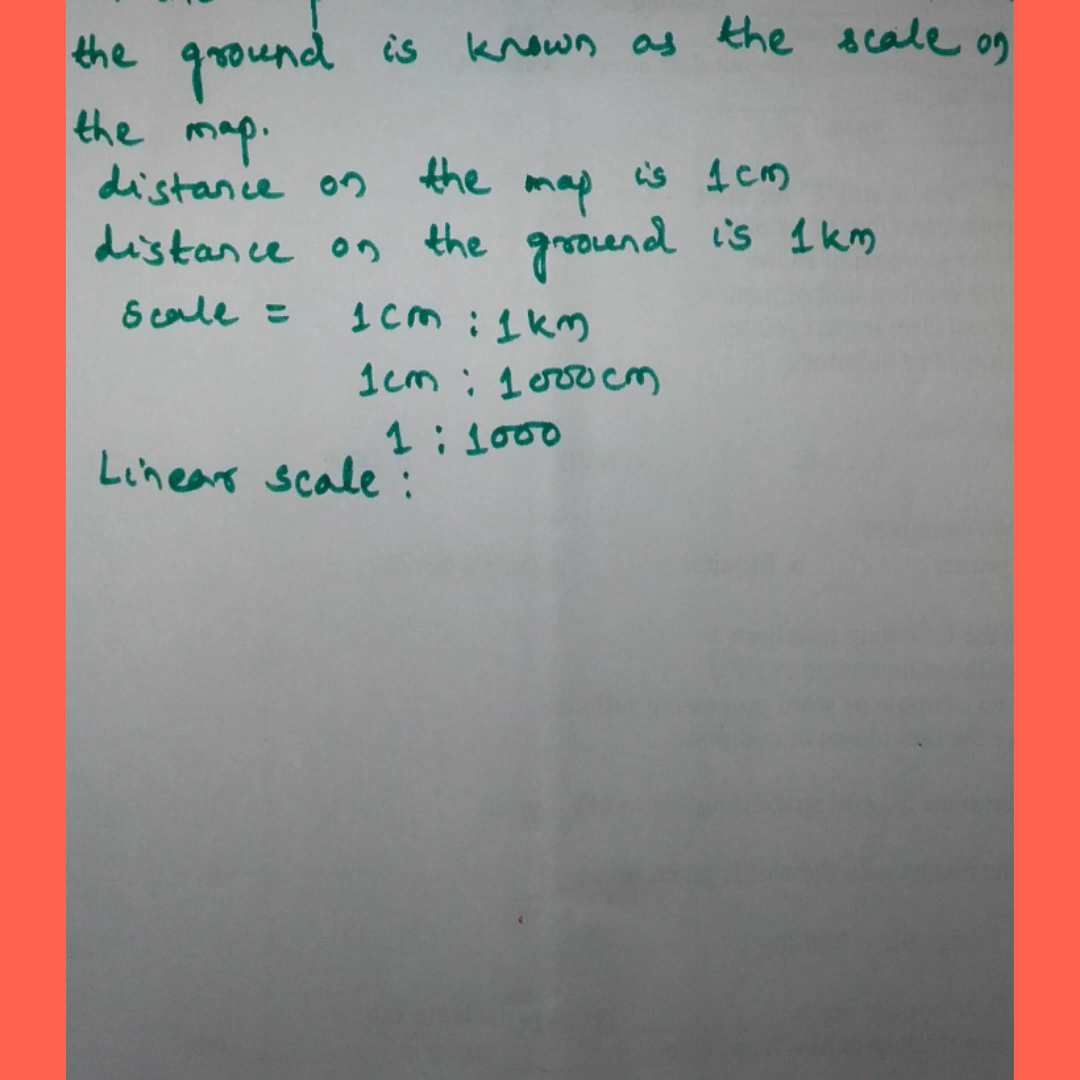 the ground is known as the scale on
the map.
distance on the map is 1cm
distance on the ground is 1km
Scale = 1cm : 1km
1cm : 1000cm
1 : 1000
Linear scale :